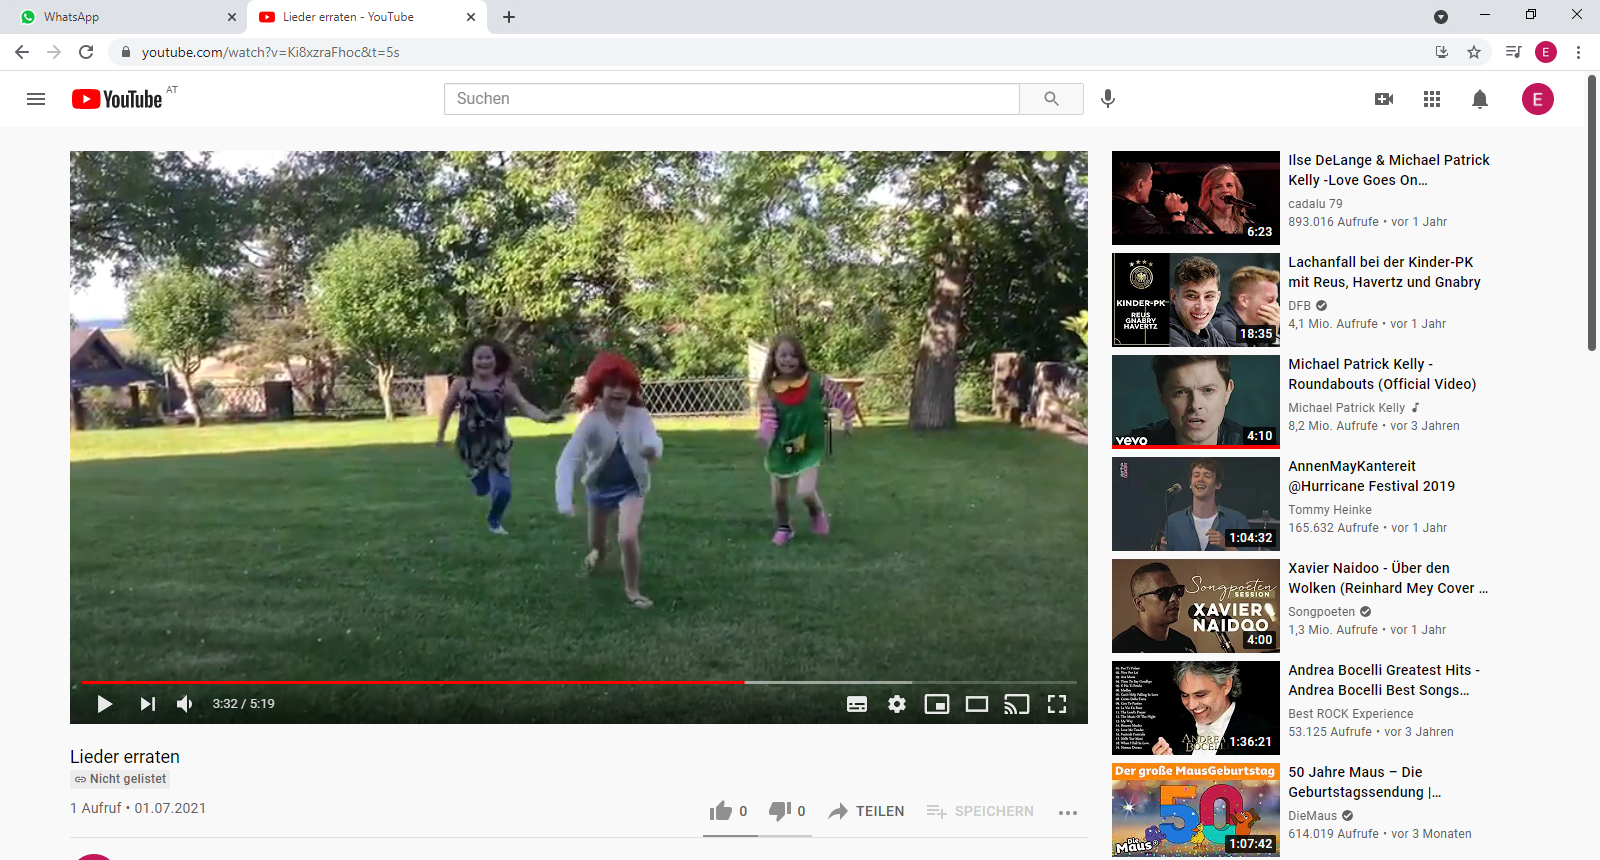 WhatsApp
Lieder erraten - YouTube
youtube.com/watch?v=Ki8xzraFhoc&t=5s
E
YouTube AT
Suchen
E
3:32 / 5:19
Lieder erraten
Nicht gelistet
1 Aufruf • 01.07.2021
0
0
TEILEN
SPEICHERN
6:23
Ilse DeLange & Michael Patrick
Kelly -Love Goes On…
cadalu 79
893.016 Aufrufe • vor 1 Jahr
KINDER-PK
REUS
GNABRY
HAVERTZ
18:35
Lachanfall bei der Kinder-PK
mit Reus, Havertz und Gnabry
DFB
4,1 Mio. Aufrufe • vor 1 Jahr
vevo
4:10
Michael Patrick Kelly -
Roundabouts (Official Video)
Michael Patrick Kelly
8,2 Mio. Aufrufe • vor 3 Jahren
1:04:32
AnnenMayKantereit
@Hurricane Festival 2019
Tommy Heinke
165.632 Aufrufe • vor 1 Jahr
Songpoeten
SESSION
XAVIER
NAIDOO
4:00
Xavier Naidoo - Über den
Wolken (Reinhard Mey Cover …
Songpoeten
1,3 Mio. Aufrufe • vor 1 Jahr
ANDREA
BOCELLI
1:36:21
Andrea Bocelli Greatest Hits -
Andrea Bocelli Best Songs…
Best ROCK Experience
53.125 Aufrufe • vor 3 Jahren
Der große MausGeburtstag
50
Die
Maus
1:07:42
50 Jahre Maus – Die
Geburtstagssendung |…
DieMaus
614.019 Aufrufe • vor 3 Monaten